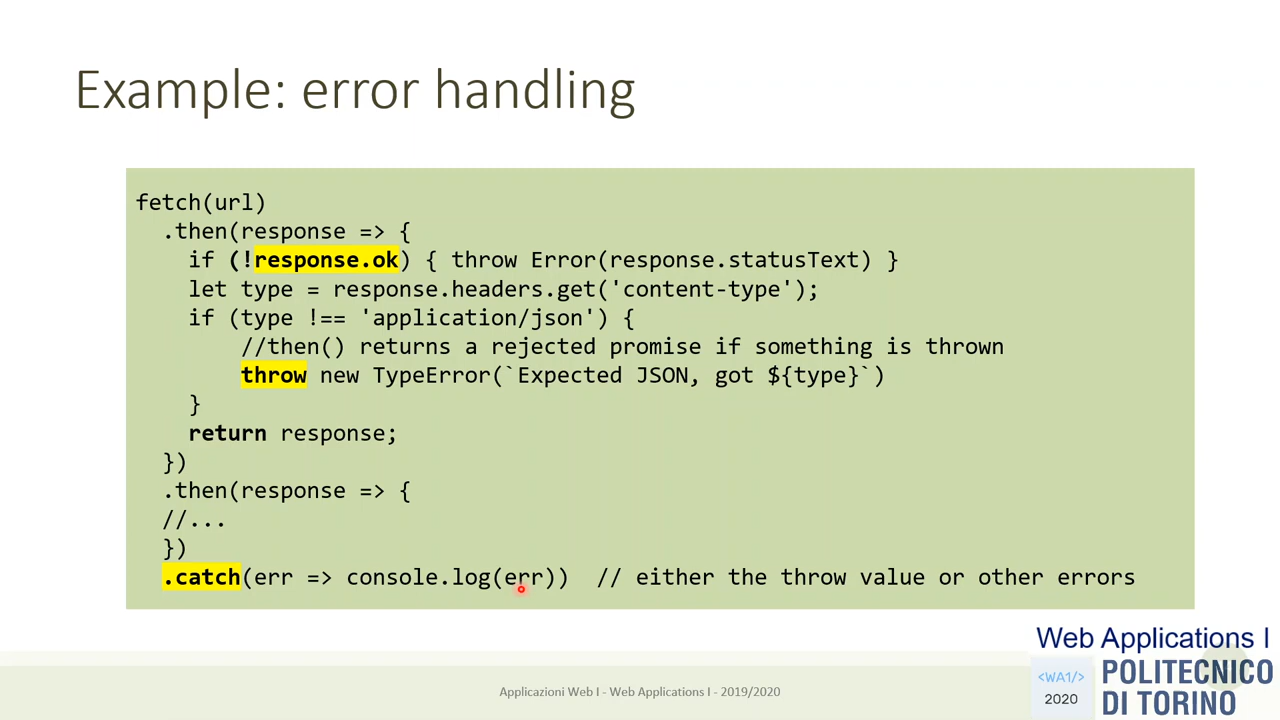 Example: error handling
fetch(url)
.then(response => {
if (!response.ok) { throw Error(response.statusText) }
let type = response.headers.get('content-type');
if (type !== 'application/json') {
//then() returns a rejected promise if something is thrown
throw new TypeError(`Expected JSON, got ${type}`)
}
return response;
})
.then(response => {
//...
})
.catch(err => console.log(err)) // either the throw value or other errors
Web Applications I
<WA1/>
2020
POLITECNICO
DI TORINO
Applicazioni Web I - Web Applications I - 2019/2020